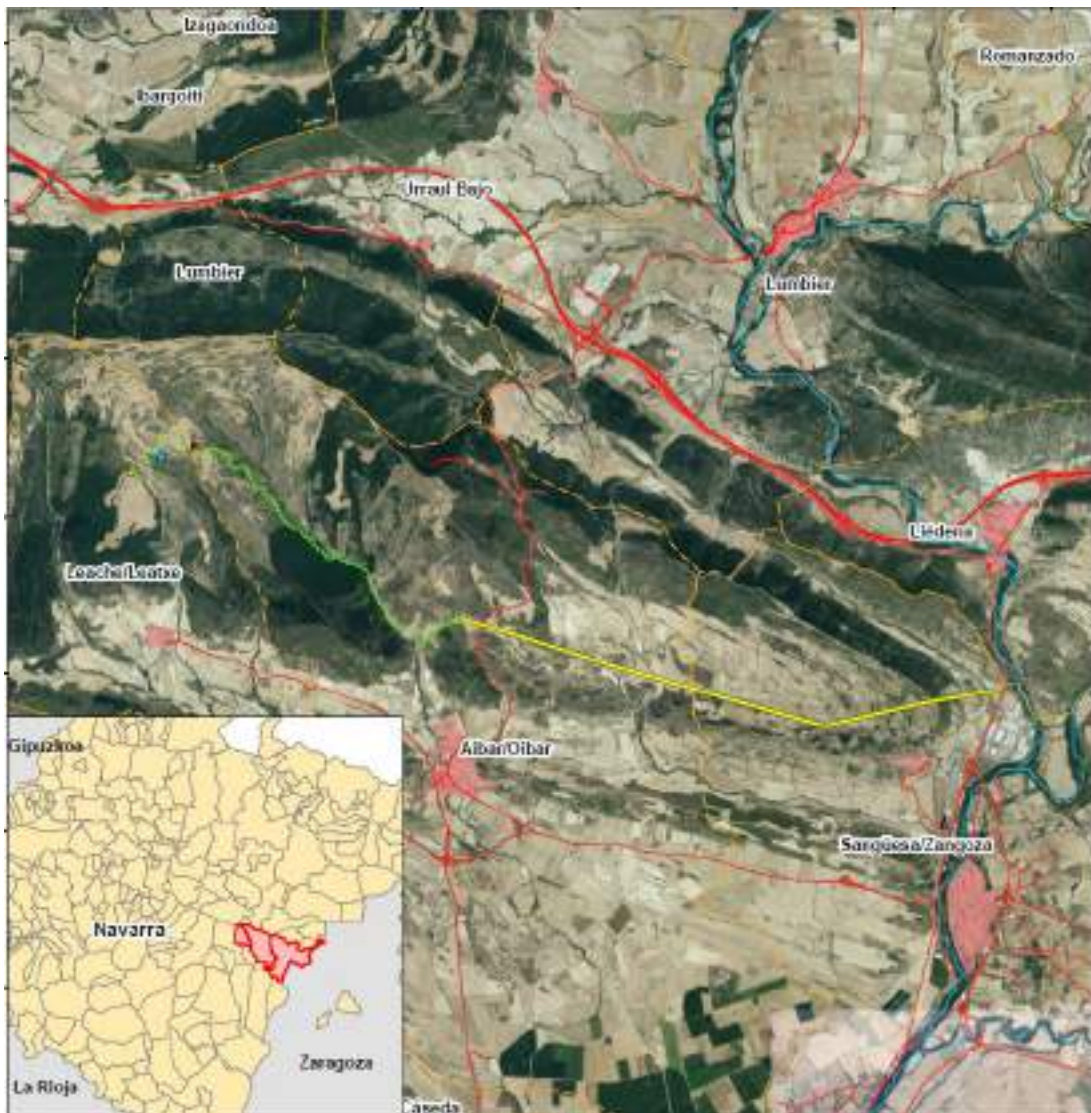 Izagaondoa
Romanzado
Ibargoiti
Urraul Bajo
Lumbier
Lumbier
Liédena
Leache/Leatxe
Aibar/Oibar
Gipuzkoa
Sangüesa/Zangoza
Navarra
Zaragoza
La Rioja
Caseda